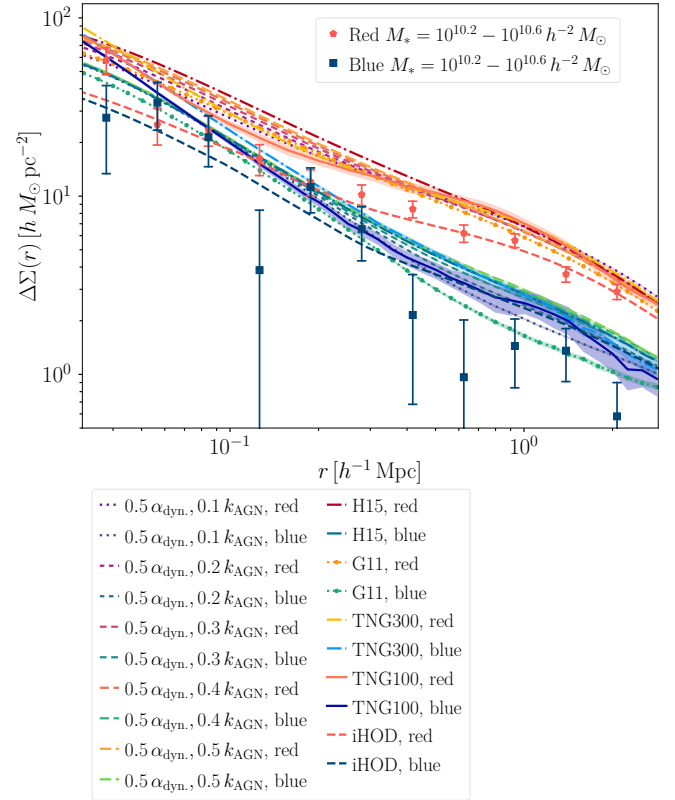 10²
Red M* = 10^10.2 − 10^10.6 h⁻² M⊙
Blue M* = 10^10.2 − 10^10.6 h⁻² M⊙
10¹
ΔΣ(r) [h M⊙ pc⁻²]
10⁰
10⁻¹ 10⁰
r [h⁻¹ Mpc]
0.5 α_dyn., 0.1 k_AGN, red
0.5 α_dyn., 0.1 k_AGN, blue
0.5 α_dyn., 0.2 k_AGN, red
0.5 α_dyn., 0.2 k_AGN, blue
0.5 α_dyn., 0.3 k_AGN, red
0.5 α_dyn., 0.3 k_AGN, blue
0.5 α_dyn., 0.4 k_AGN, red
0.5 α_dyn., 0.4 k_AGN, blue
0.5 α_dyn., 0.5 k_AGN, red
0.5 α_dyn., 0.5 k_AGN, blue
H15, red
H15, blue
G11, red
G11, blue
TNG300, red
TNG300, blue
TNG100, red
TNG100, blue
iHOD, red
iHOD, blue